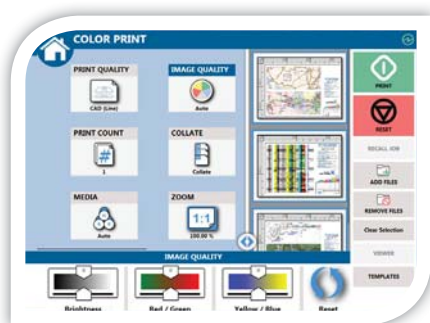 COLOR PRINT
PRINT QUALITY
CAD (Line)
IMAGE QUALITY
Auto
PRINT COUNT
#
1
COLLATE
Collate
MEDIA
Auto
ZOOM
1:1
100.00 %
PRINT
RESET
RECALL JOB
ADD FILES
REMOVE FILES
Clear Selection
VIEWER
TEMPLATES
IMAGE QUALITY
Brightness
Red / Green
Yellow / Blue
Reset